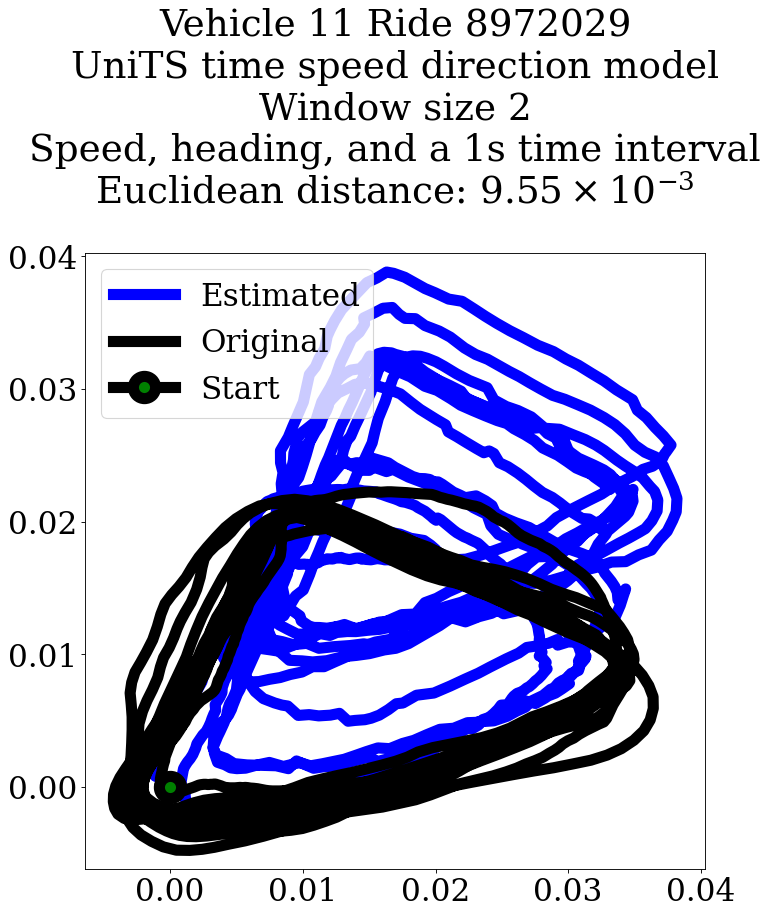 Vehicle 11 Ride 8972029
UniTS time speed direction model
Window size 2
Speed, heading, and a 1s time interval
Euclidean distance: 9.55 × 10⁻³
Estimated
Original
Start
0.04
0.03
0.02
0.01
0.00
0.00 0.01 0.02 0.03 0.04